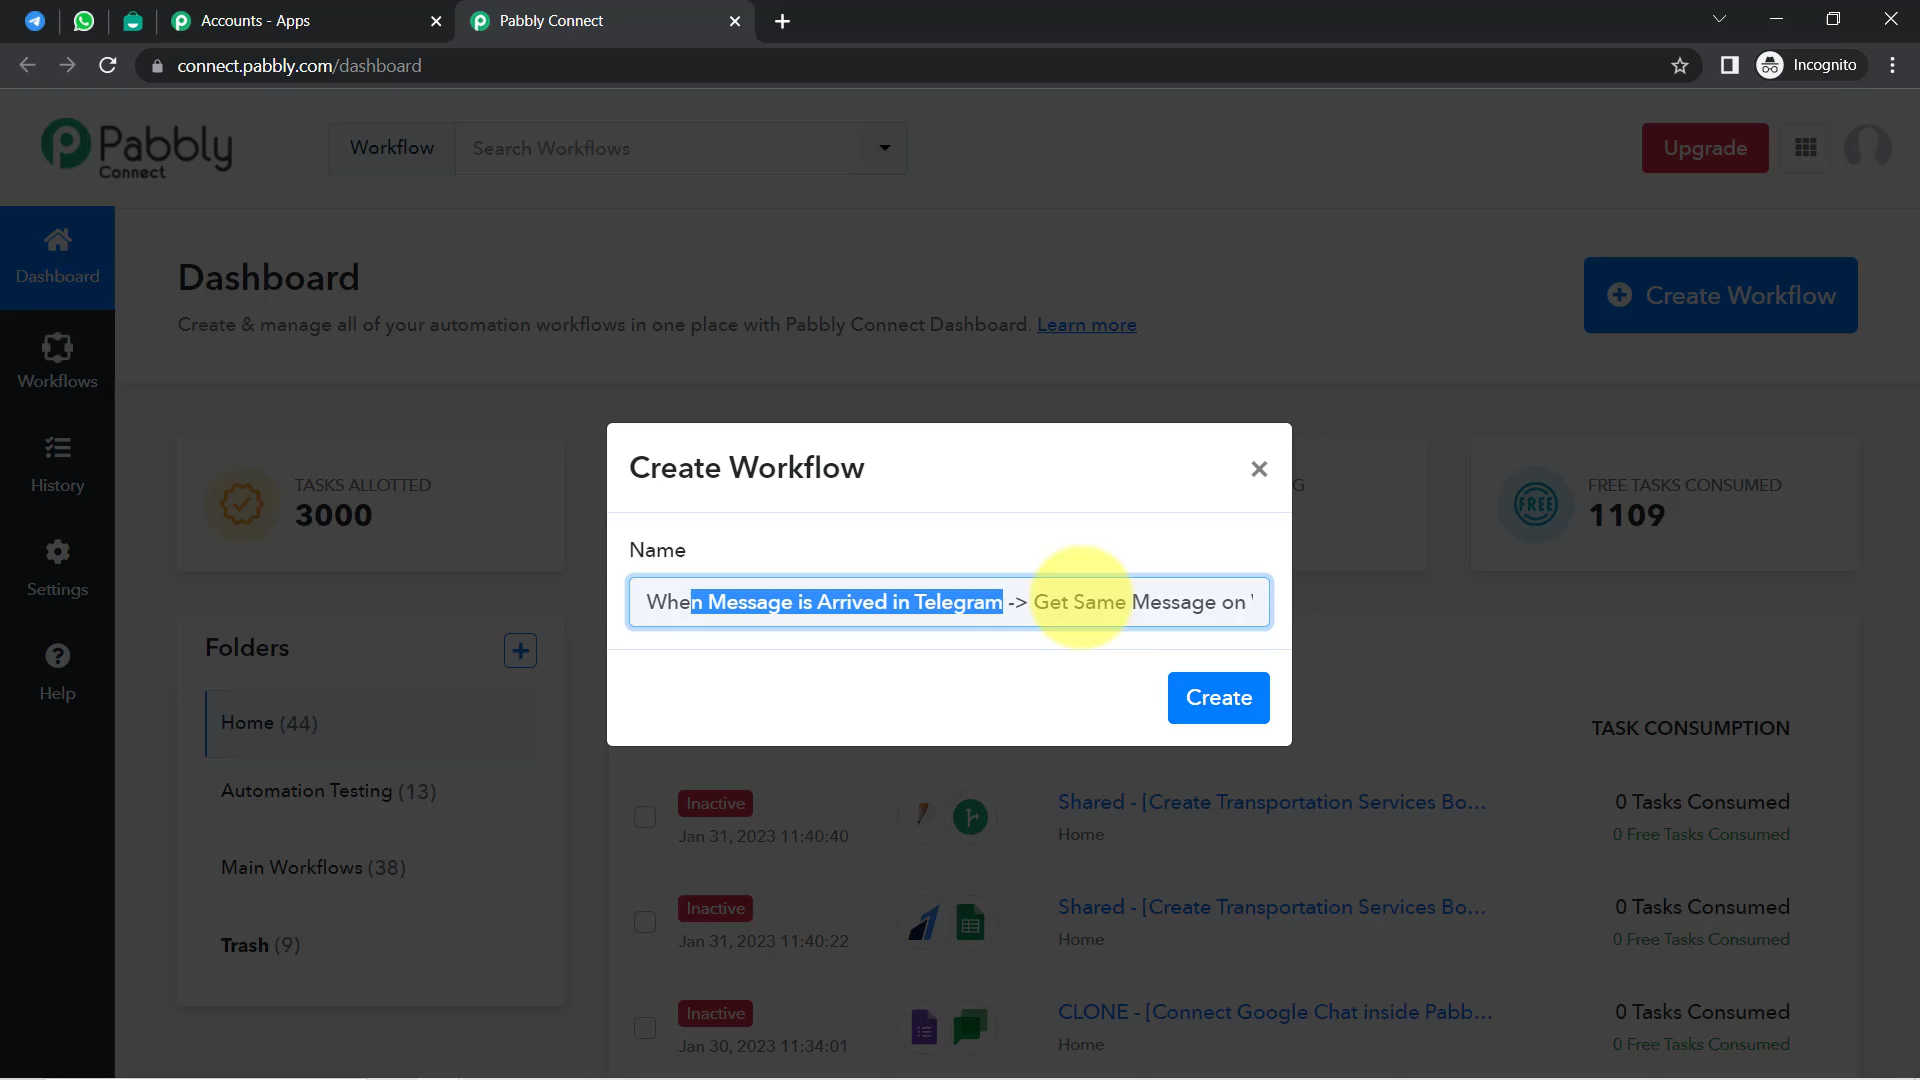 Accounts - Apps
Pabbly Connect
connect.pabbly.com/dashboard
Incognito
Pabbly
Connect
Workflow
Search Workflows
Upgrade
Dashboard
Workflows
History
Settings
Help
Dashboard
Create & manage all of your automation workflows in one place with Pabbly Connect Dashboard. Learn more
Create Workflow
TASKS ALLOTTED
3000
G
FREE
FREE TASKS CONSUMED
1109
Create Workflow
Name
When Message is Arrived in Telegram -> Get Same Message on
Create
Folders
Home (44)
Automation Testing (13)
Main Workflows (38)
Trash (9)
TASK CONSUMPTION
Inactive
Jan 31, 2023 11:40:40
Shared - [Create Transportation Services Bo...
Home
0 Tasks Consumed
0 Free Tasks Consumed
Inactive
Jan 31, 2023 11:40:22
Shared - [Create Transportation Services Bo...
Home
0 Tasks Consumed
0 Free Tasks Consumed
Inactive
Jan 30, 2023 11:34:01
CLONE - [Connect Google Chat inside Pabb...
Home
0 Tasks Consumed
0 Free Tasks Consumed